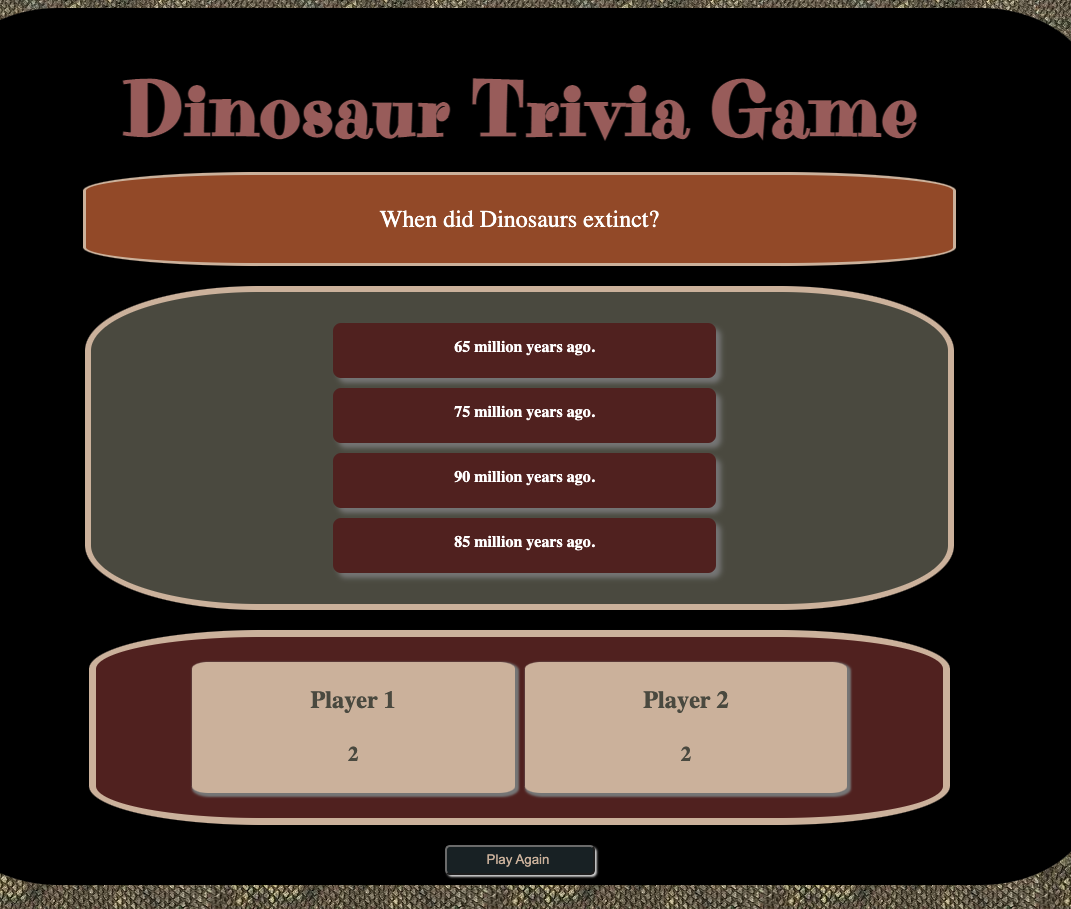 Dinosaur Trivia Game
When did Dinosaurs extinct?
65 million years ago.
75 million years ago.
90 million years ago.
85 million years ago.
Player 1
Player 2
2
2
Play Again